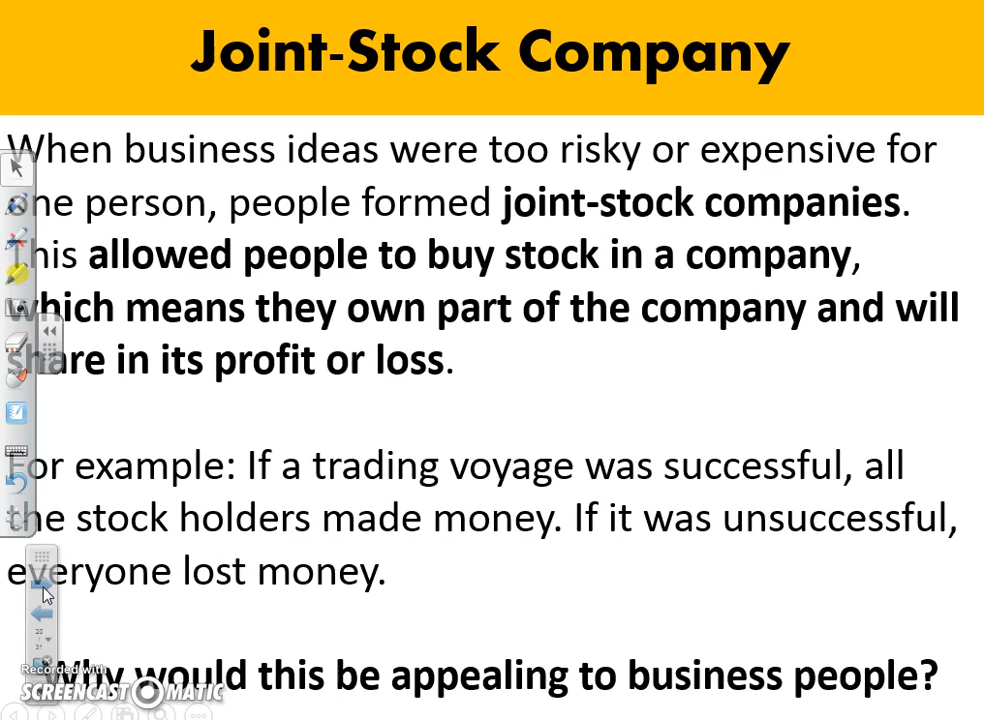 Joint-Stock Company
When business ideas were too risky or expensive for
one person, people formed joint-stock companies.
This allowed people to buy stock in a company,
which means they own part of the company and will
share in its profit or loss.
For example: If a trading voyage was successful, all
the stock holders made money. If it was unsuccessful,
everyone lost money.
20
31
Recorded with
Why would this be appealing to business people?
SCREENCAST MATIC